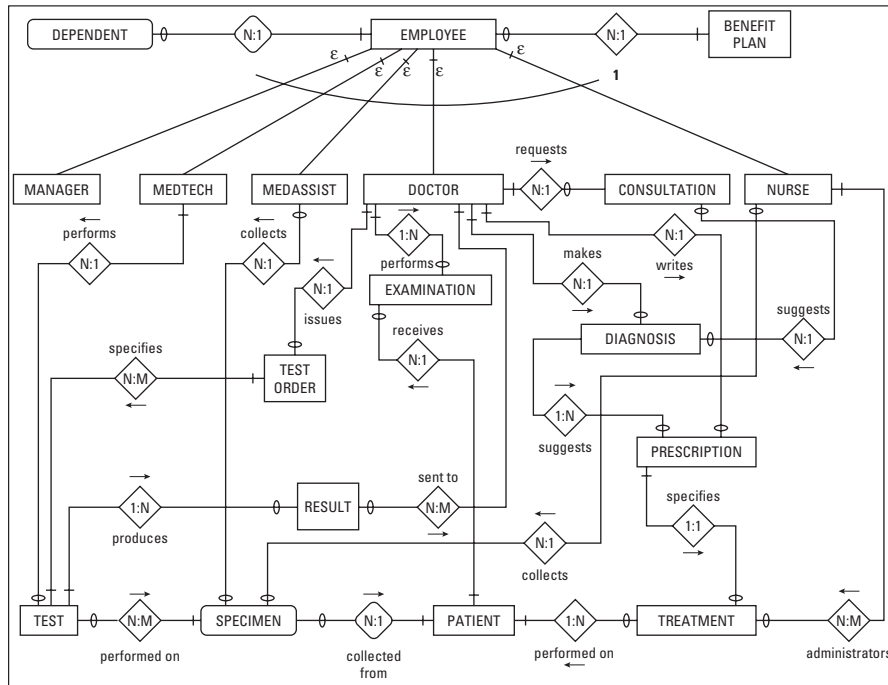 DEPENDENT
N:1
EMPLOYEE
N:1
BENEFIT
PLAN
ε
ε
ε
ε
ε
1
requests
MANAGER
MEDTECH
MEDASSIST
DOCTOR
N:1
CONSULTATION
NURSE
performs
N:1
collects
N:1
1:N
performs
N:1
writes
makes
N:1
issues
N:1
EXAMINATION
receives
N:1
suggests
N:1
DIAGNOSIS
specifies
N:M
TEST
ORDER
1:N
suggests
PRESCRIPTION
1:N
produces
RESULT
sent to
N:M
specifies
1:1
N:1
collects
TEST
N:M
performed on
SPECIMEN
N:1
collected
from
PATIENT
1:N
performed on
TREATMENT
N:M
administrators